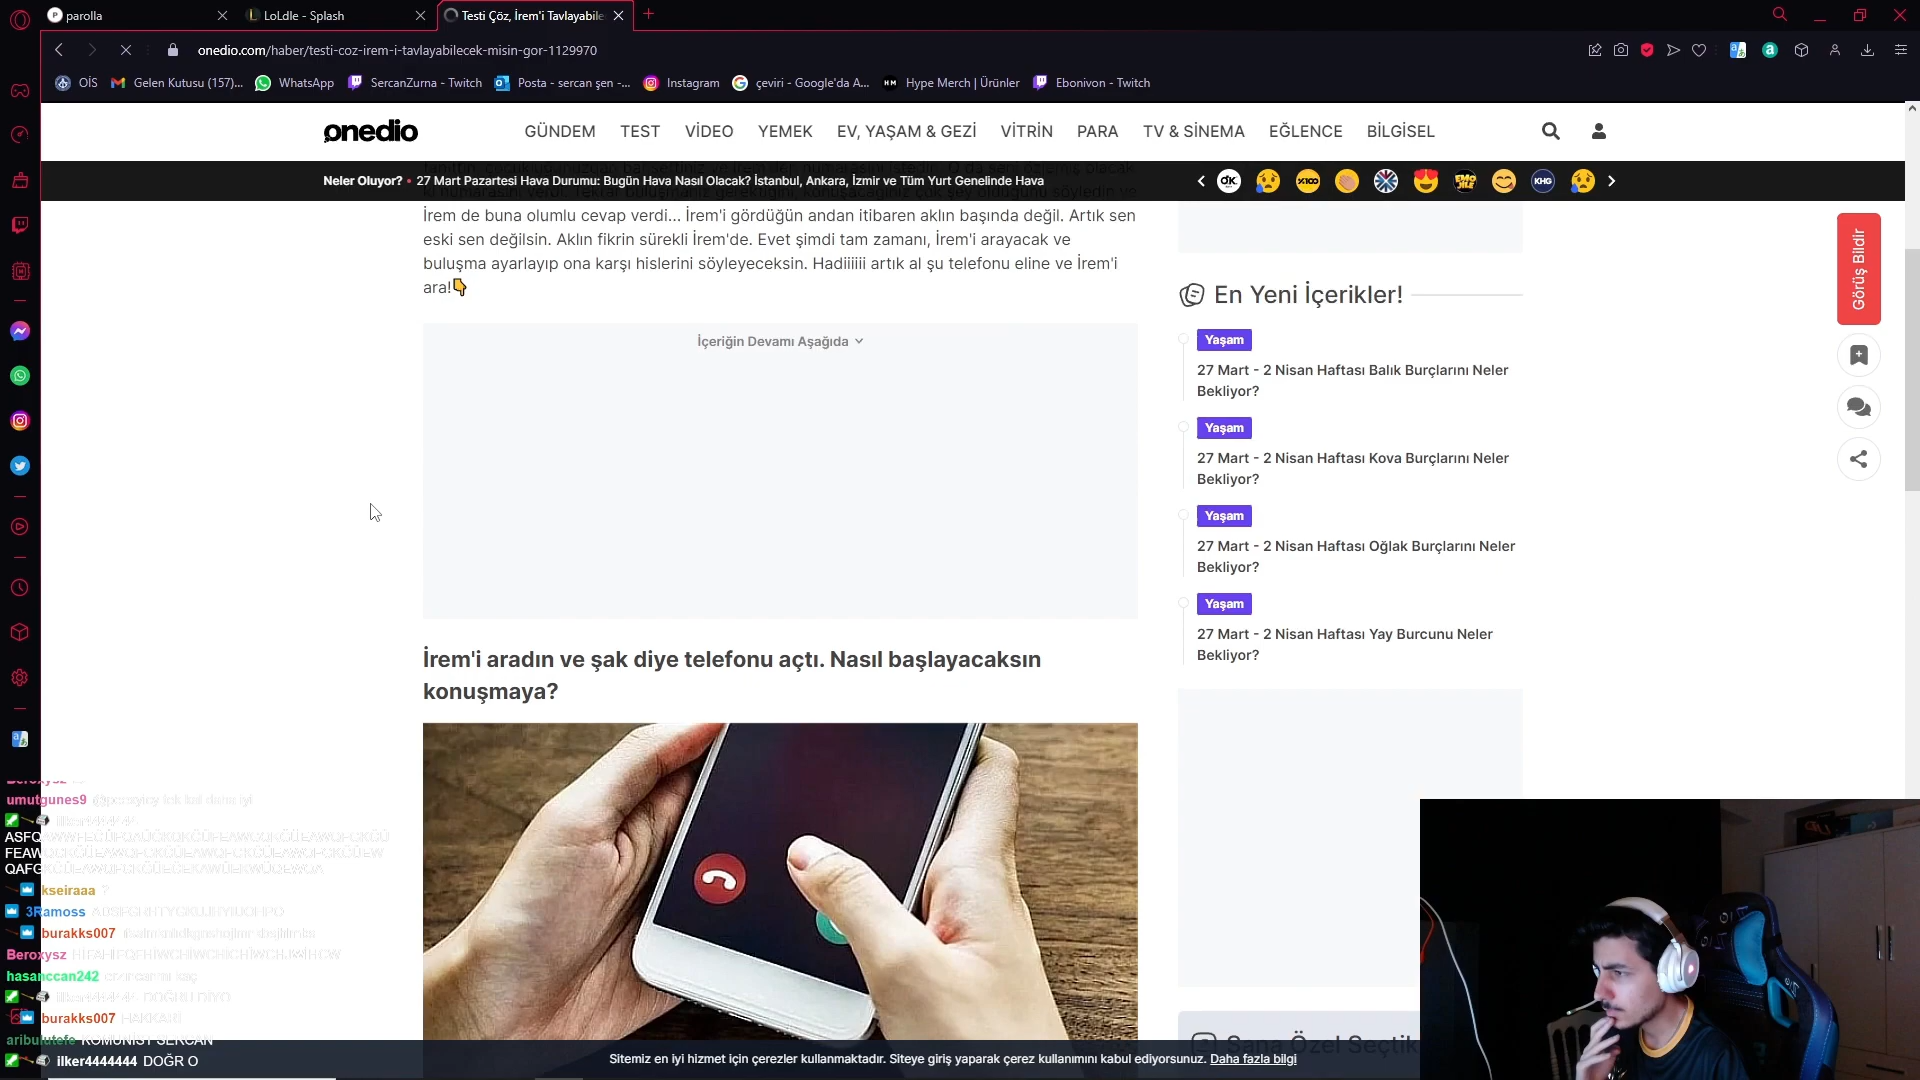 parolla
LoLdle - Splash
Testi Çöz, İrem'i Tavlayabile
onedio.com/haber/testi-coz-irem-i-tavlayabilecek-misin-gor-1129970
OİS
Gelen Kutusu (157)...
WhatsApp
SercanZurna - Twitch
Posta - sercan şen -...
Instagram
çeviri - Google'da A...
Hype Merch | Ürünler
Ebonivon - Twitch
onedio
GÜNDEM
TEST
VİDEO
YEMEK
EV, YAŞAM & GEZİ
VİTRİN
PARA
TV & SİNEMA
EĞLENCE
BİLGİSEL
Neler Oluyor? • 27 Mart Pazartesi Hava Durumu: Bugün Hava Nasıl Olacak? İstanbul, Ankara, İzmir ve Tüm Yurt Genelinde Hava
İrem de buna olumlu cevap verdi... İrem'i gördüğün andan itibaren aklın başında değil. Artık sen
eski sen değilsin. Aklın fikrin sürekli İrem'de. Evet şimdi tam zamanı, İrem'i arayacak ve
buluşma ayarlayıp ona karşı hislerini söyleyeceksin. Hadiiiiii artık al şu telefonu eline ve İrem'i
ara!👇
İçeriğin Devamı Aşağıda
İrem'i aradın ve şak diye telefonu açtı. Nasıl başlayacaksın
konuşmaya?
En Yeni İçerikler!
Yaşam
27 Mart - 2 Nisan Haftası Balık Burçlarını Neler
Bekliyor?
Yaşam
27 Mart - 2 Nisan Haftası Kova Burçlarını Neler
Bekliyor?
Yaşam
27 Mart - 2 Nisan Haftası Oğlak Burçlarını Neler
Bekliyor?
Yaşam
27 Mart - 2 Nisan Haftası Yay Burcunu Neler
Bekliyor?
Görüş Bildir
Sana Özel Seçtik
umutgunes9
kseiraaa ?
3Ramoss
burakks007
Beroxysz
hasanccan242
DOĞRU DİYO
burakks007 HAKKARİ
KOMÜNİST SERCAN
ilker4444444 DOĞR O
Sitemiz en iyi hizmet için çerezler kullanmaktadır. Siteye giriş yaparak çerez kullanımını kabul ediyorsunuz. Daha fazla bilgi